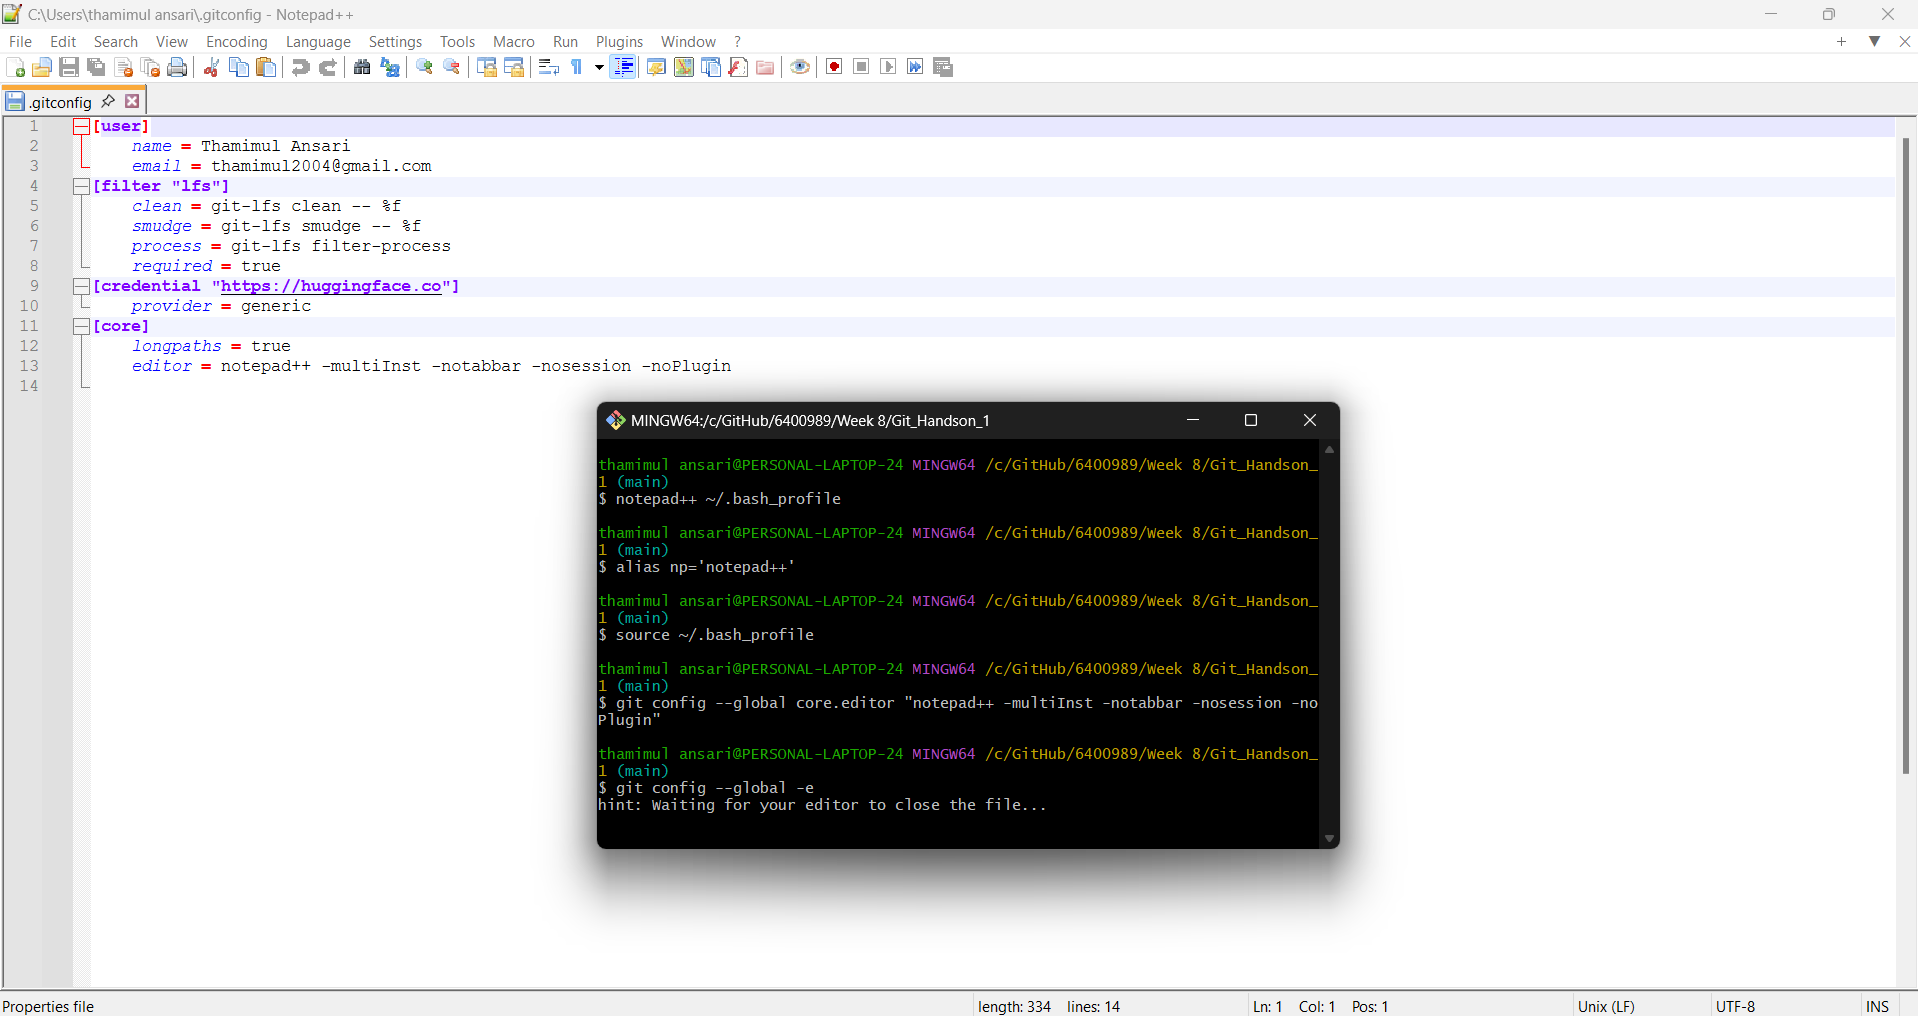 C:\Users\thamimul ansari\.gitconfig - Notepad++
File Edit Search View Encoding Language Settings Tools Macro Run Plugins Window ?
.gitconfig
1 [user]
2 name = Thamimul Ansari
3 email = thamimul2004@gmail.com
4 [filter "lfs"]
5 clean = git-lfs clean -- %f
6 smudge = git-lfs smudge -- %f
7 process = git-lfs filter-process
8 required = true
9 [credential "https://huggingface.co"]
10 provider = generic
11 [core]
12 longpaths = true
13 editor = notepad++ -multiInst -notabbar -nosession -noPlugin
14
MINGW64:/c/GitHub/6400989/Week 8/Git_Handson_1
thamimul ansari@PERSONAL-LAPTOP-24 MINGW64 /c/GitHub/6400989/Week 8/Git_Handson_
1 (main)
$ notepad++ ~/.bash_profile
thamimul ansari@PERSONAL-LAPTOP-24 MINGW64 /c/GitHub/6400989/Week 8/Git_Handson_
1 (main)
$ alias np='notepad++'
thamimul ansari@PERSONAL-LAPTOP-24 MINGW64 /c/GitHub/6400989/Week 8/Git_Handson_
1 (main)
$ source ~/.bash_profile
thamimul ansari@PERSONAL-LAPTOP-24 MINGW64 /c/GitHub/6400989/Week 8/Git_Handson_
1 (main)
$ git config --global core.editor "notepad++ -multiInst -notabbar -nosession -no
Plugin"
thamimul ansari@PERSONAL-LAPTOP-24 MINGW64 /c/GitHub/6400989/Week 8/Git_Handson_
1 (main)
$ git config --global -e
hint: Waiting for your editor to close the file...
Properties file length: 334 lines: 14 Ln: 1 Col: 1 Pos: 1 Unix (LF) UTF-8 INS